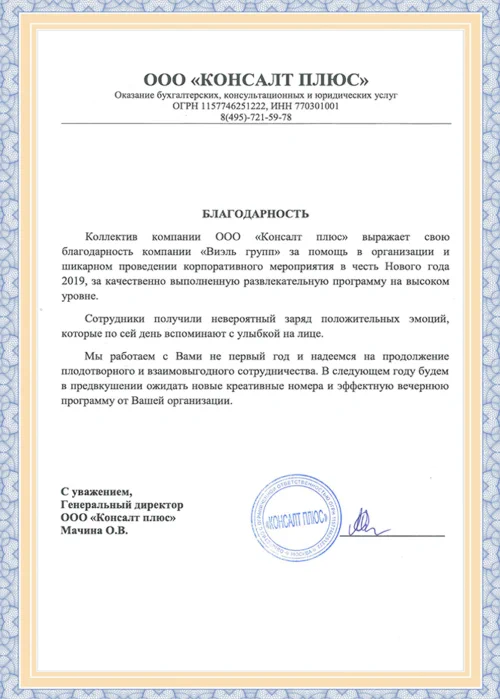 ООО «КОНСАЛТ ПЛЮС»
Оказание бухгалтерских, консультационных и юридических услуг
ОГРН 1157746251222, ИНН 770301001
8(495)-721-59-78
БЛАГОДАРНОСТЬ
Коллектив компании ООО «Консалт плюс» выражает свою
благодарность компании «Виэль групп» за помощь в организации и
шикарном проведении корпоративного мероприятия в честь Нового года
2019, за качественно выполненную развлекательную программу на высоком
уровне.
Сотрудники получили невероятный заряд положительных эмоций,
которые по сей день вспоминают с улыбкой на лице.
Мы работаем с Вами не первый год и надеемся на продолжение
плодотворного и взаимовыгодного сотрудничества. В следующем году будем
в предвкушении ожидать новые креативные номера и эффектную вечернюю
программу от Вашей организации.
С уважением,
Генеральный директор
ООО «Консалт плюс»
Мачина О.В.
«КОНСАЛТ ПЛЮС»